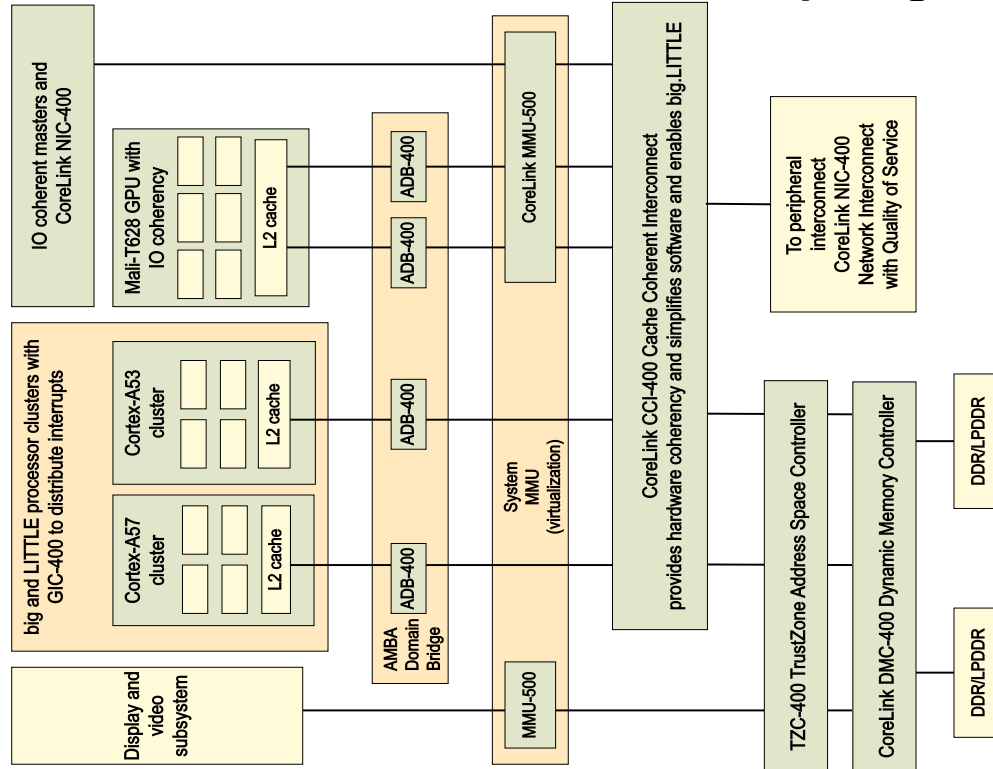 IO coherent masters and
CoreLink NIC-400
Mali-T628 GPU with
IO coherency
L2 cache
big and LITTLE processor clusters with
GIC-400 to distribute interrupts
Cortex-A53
cluster
L2 cache
Cortex-A57
cluster
L2 cache
Display and
video
subsystem
ADB-400
ADB-400
ADB-400
ADB-400
AMBA
Domain
Bridge
CoreLink MMU-500
System
MMU
(virtualization)
MMU-500
CoreLink CCI-400 Cache Coherent Interconnect
provides hardware coherency and simplifies software and enables big.LITTLE
To peripheral
interconnect
CoreLink NIC-400
Network Interconnect
with Quality of Service
TZC-400 TrustZone Address Space Controller
CoreLink DMC-400 Dynamic Memory Controller
DDR/LPDDR
DDR/LPDDR